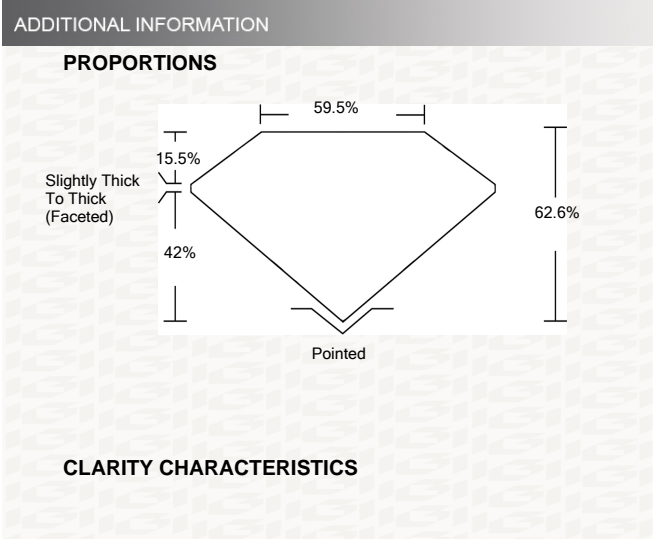 ADDITIONAL INFORMATION
PROPORTIONS
59.5%
15.5%
Slightly Thick
To Thick
(Faceted)
62.6%
42%
Pointed
CLARITY CHARACTERISTICS